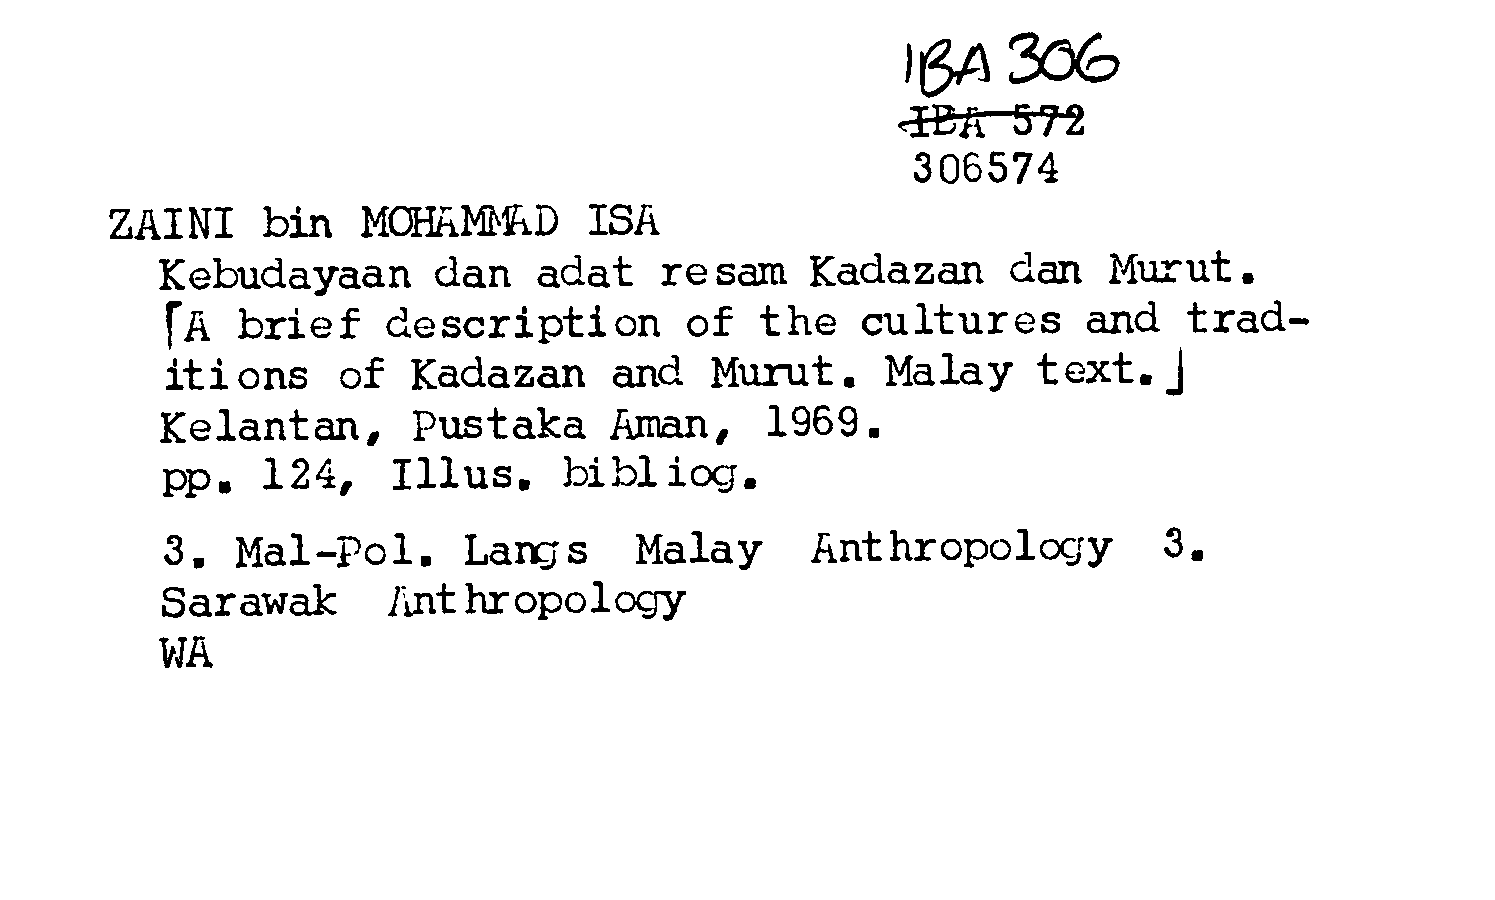 IBA 306
IBA 572
306574
ZAINI bin MOHAMMAD ISA
Kebudayaan dan adat resam Kadazan dan Murut.
⌈A brief description of the cultures and trad-
itions of Kadazan and Murut. Malay text.⌋
Kelantan, Pustaka Aman, 1969.
pp. 124, Illus. bibliog.
3. Mal-Pol. Langs Malay Anthropology 3.
Sarawak Anthropology
WA